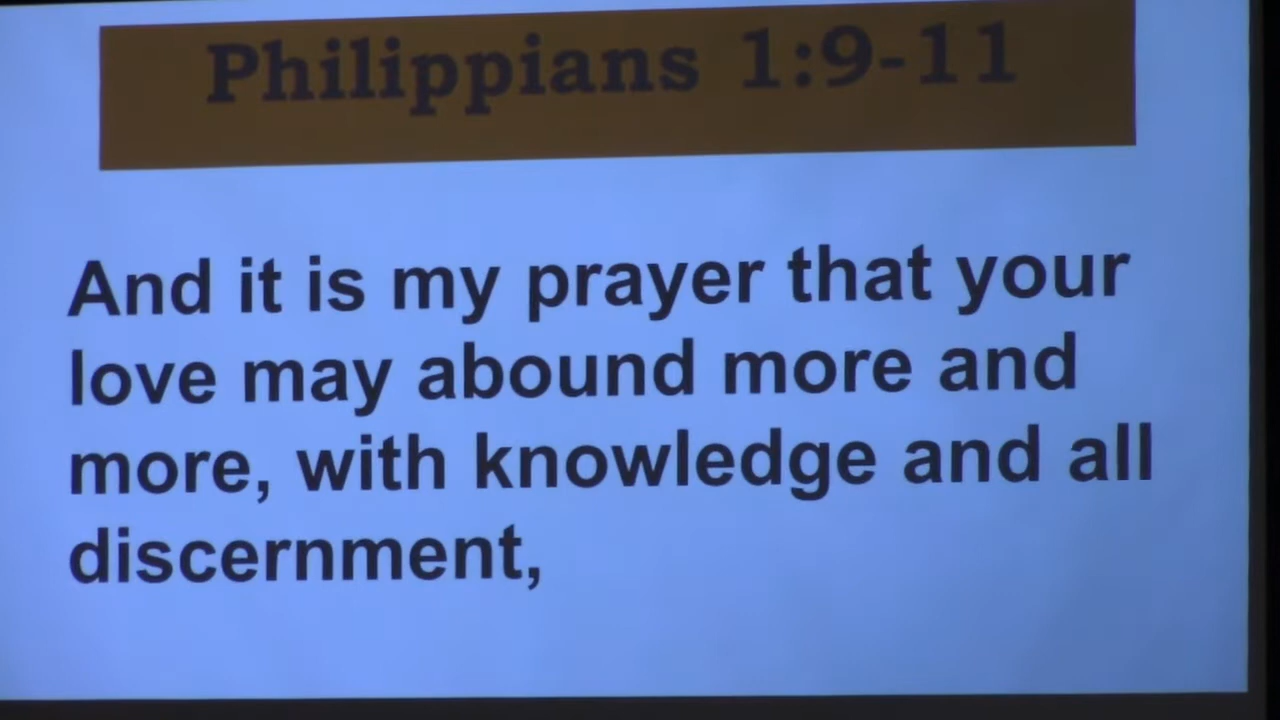 Philippians 1:9-11
And it is my prayer that your
love may abound more and
more, with knowledge and all
discernment,